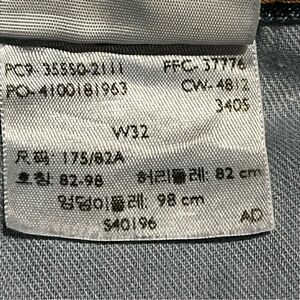 PC9- 35550-2111 FFC- 37776
PO- 4100181963 CW- 4812
3405
W32
尺码: 175/82A
호칭: 82-98 허리둘레: 82 cm
엉덩이둘레: 98 cm
S40196 AD